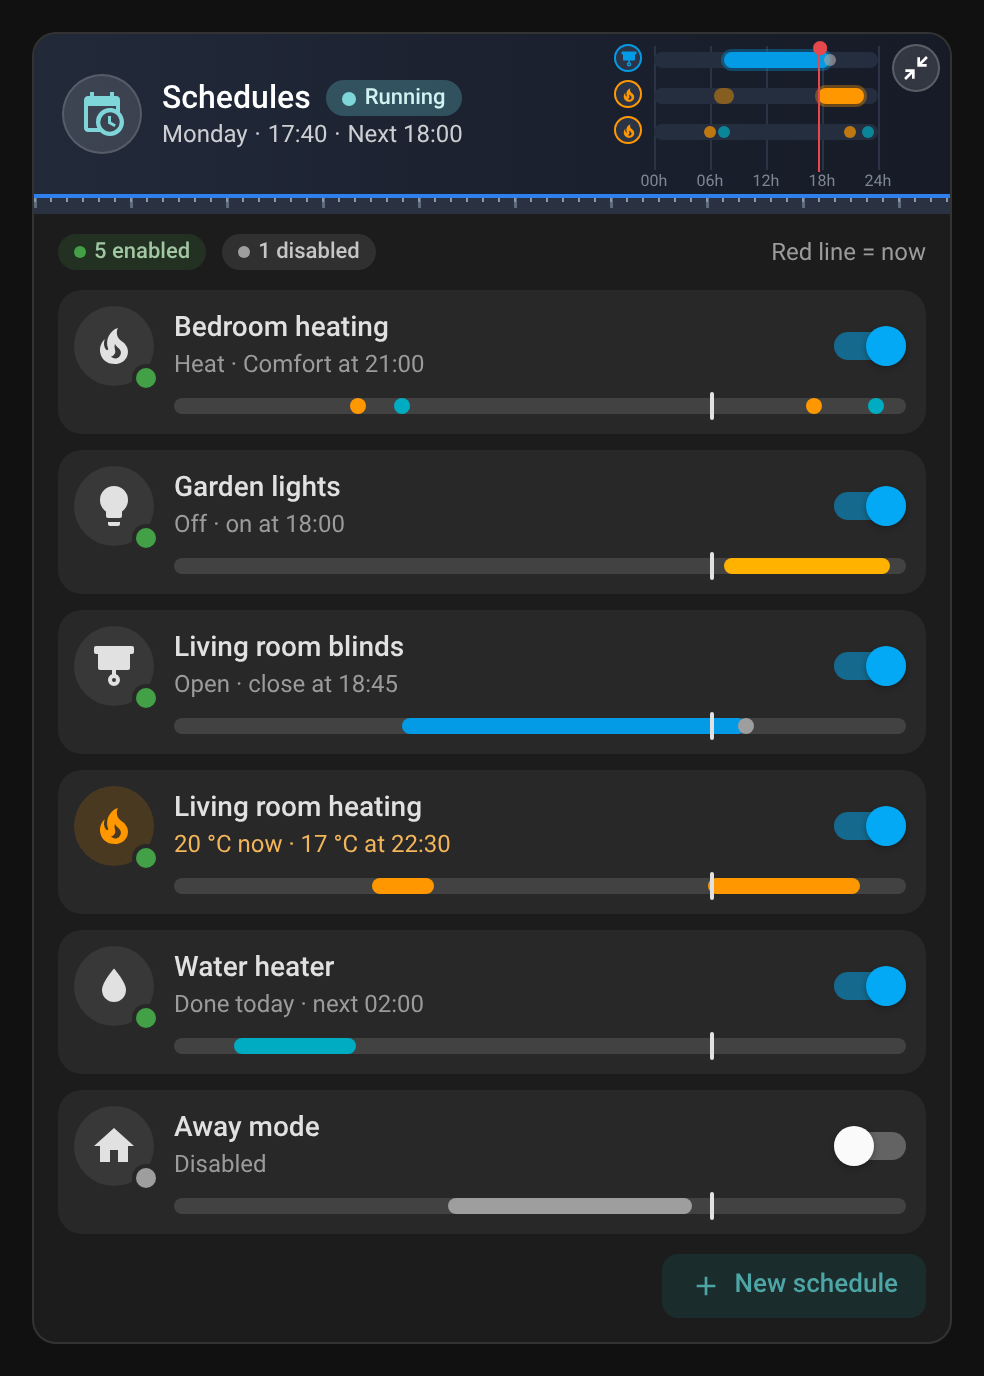 Schedules
Running
Monday · 17:40 · Next 18:00
00h 06h 12h 18h 24h
5 enabled
1 disabled
Red line = now
Bedroom heating
Heat · Comfort at 21:00
Garden lights
Off · on at 18:00
Living room blinds
Open · close at 18:45
Living room heating
20 °C now · 17 °C at 22:30
Water heater
Done today · next 02:00
Away mode
Disabled
+ New schedule